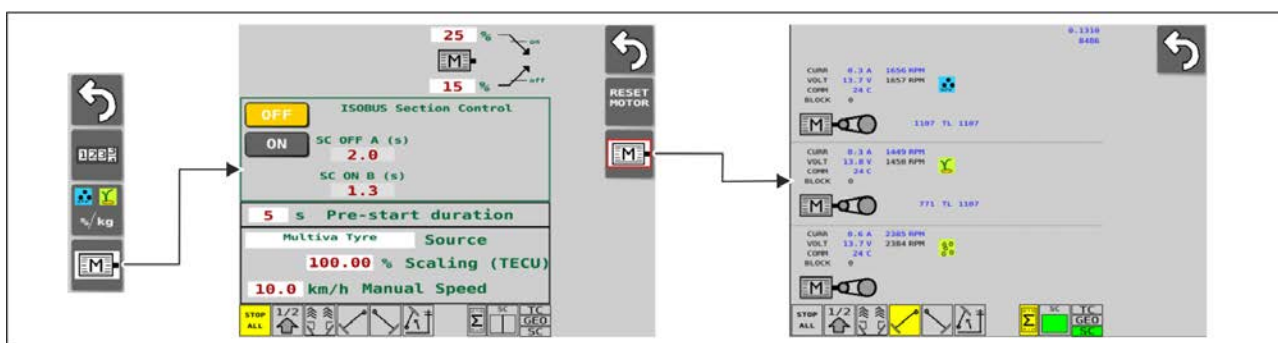 %/kg
M
25 %
on
M
15 %
off
RESET
MOTOR
M
OFF
ISOBUS Section Control
ON
SC OFF A (s)
2.0
SC ON B (s)
1.3
5 s Pre-start duration
Multiva Tyre Source
100.00 % Scaling (TECU)
10.0 km/h Manual Speed
STOP
ALL
1/2
Σ
SC
TC
GEO
SC
0.1310
8486
CURR 0.3 A 1656 RPM
VOLT 13.7 V 1657 RPM
COMM 24 C
BLOCK 0
M
1107 TL 1107
CURR 0.3 A 1449 RPM
VOLT 13.8 V 1450 RPM
COMM 24 C
BLOCK 0
M
771 TL 1107
CURR 0.6 A 2385 RPM
VOLT 13.7 V 2384 RPM
COMM 24 C
BLOCK 0
M
STOP
ALL
1/2
Σ
SC
TC
GEO
SC